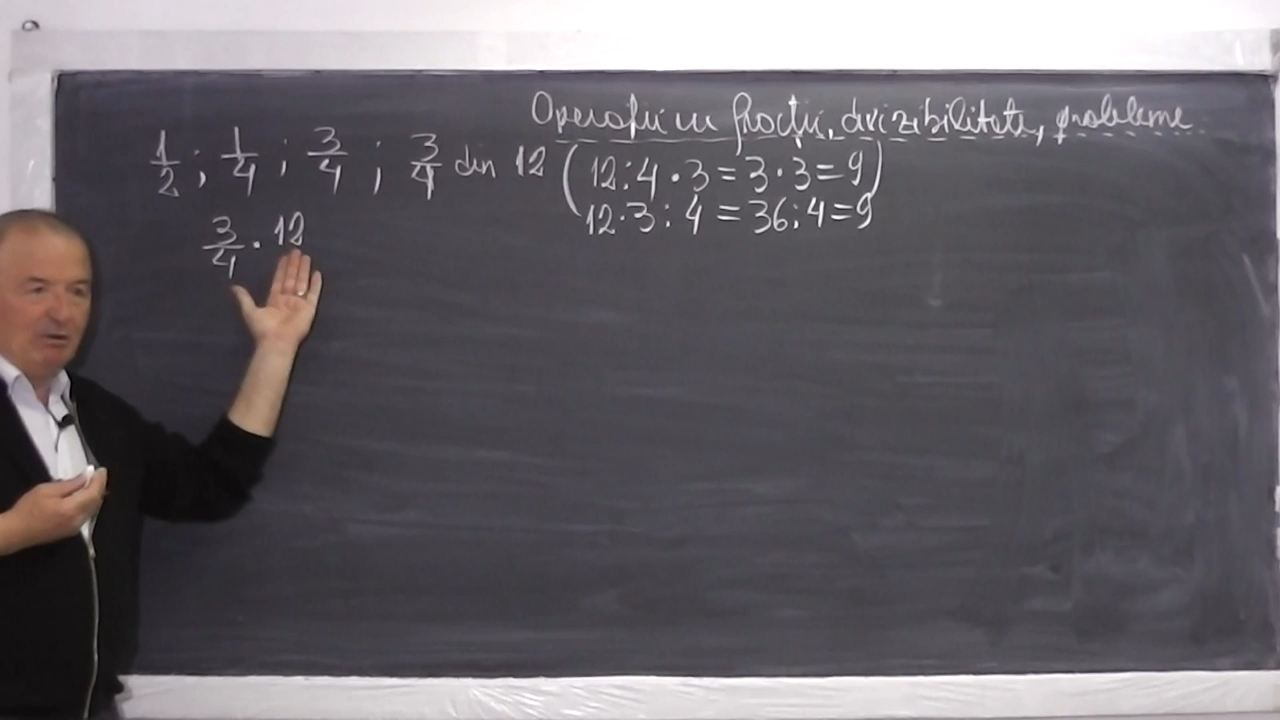 Operații cu fracții, divizibilitate, probleme
1/2 ; 1/4 ; 3/4 ; 3/4 din 12 (12:4·3=3·3=9)
12·3:4=36:4=9
3/4 · 12